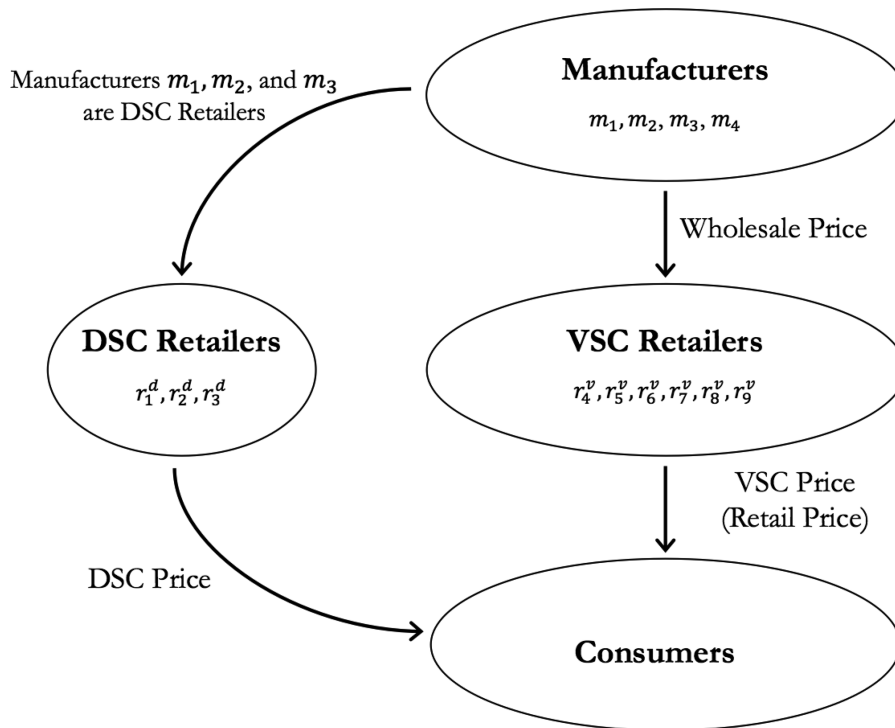 Manufacturers
m₁, m₂, m₃, m₄
Manufacturers m₁, m₂, and m₃
are DSC Retailers
Wholesale Price
DSC Retailers
r₁ᵈ, r₂ᵈ, r₃ᵈ
VSC Retailers
r₄ᵛ, r₅ᵛ, r₆ᵛ, r₇ᵛ, r₈ᵛ, r₉ᵛ
VSC Price
(Retail Price)
DSC Price
Consumers